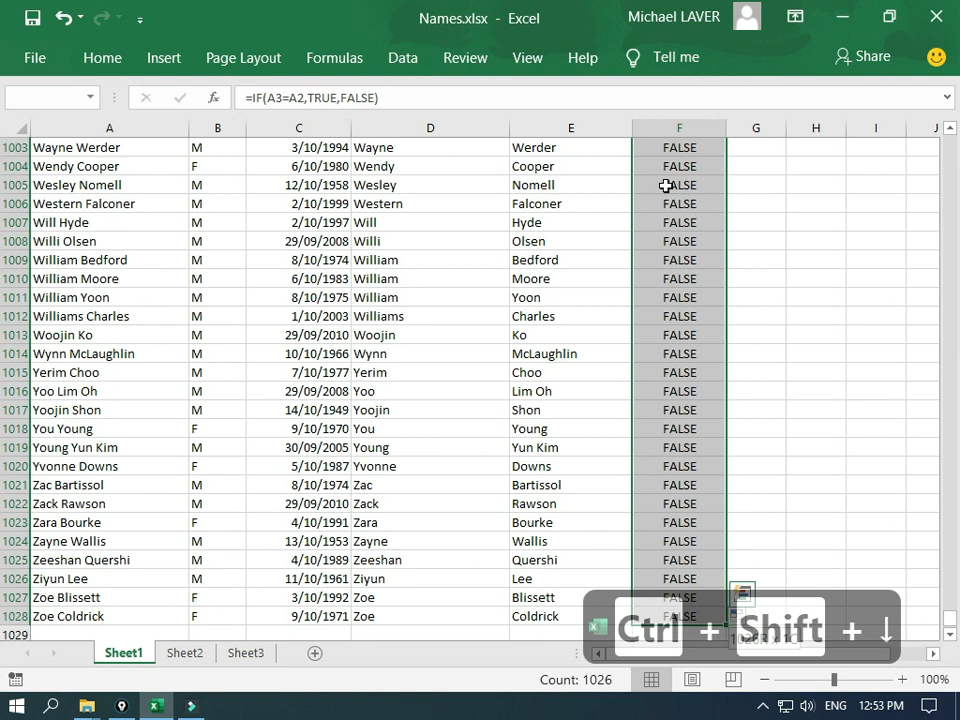 Names.xlsx - Excel
Michael LAVER
File Home Insert Page Layout Formulas Data Review View Help Tell me Share
fx =IF(A3=A2,TRUE,FALSE)
A B C D E F G H I J
1003 Wayne Werder M 3/10/1994 Wayne Werder FALSE
1004 Wendy Cooper F 6/10/1980 Wendy Cooper FALSE
1005 Wesley Nomell M 12/10/1958 Wesley Nomell FALSE
1006 Western Falconer M 2/10/1999 Western Falconer FALSE
1007 Will Hyde M 2/10/1997 Will Hyde FALSE
1008 Willi Olsen M 29/09/2008 Willi Olsen FALSE
1009 William Bedford M 8/10/1974 William Bedford FALSE
1010 William Moore M 6/10/1983 William Moore FALSE
1011 William Yoon M 8/10/1975 William Yoon FALSE
1012 Williams Charles M 1/10/2003 Williams Charles FALSE
1013 Woojin Ko M 29/09/2010 Woojin Ko FALSE
1014 Wynn McLaughlin M 10/10/1966 Wynn McLaughlin FALSE
1015 Yerim Choo M 7/10/1977 Yerim Choo FALSE
1016 Yoo Lim Oh M 29/09/2008 Yoo Lim Oh FALSE
1017 Yoojin Shon M 14/10/1949 Yoojin Shon FALSE
1018 You Young F 9/10/1970 You Young FALSE
1019 Young Yun Kim M 30/09/2005 Young Yun Kim FALSE
1020 Yvonne Downs F 5/10/1987 Yvonne Downs FALSE
1021 Zac Bartissol M 8/10/1974 Zac Bartissol FALSE
1022 Zack Rawson M 29/09/2010 Zack Rawson FALSE
1023 Zara Bourke F 4/10/1991 Zara Bourke FALSE
1024 Zayne Wallis M 13/10/1953 Zayne Wallis FALSE
1025 Zeeshan Quershi M 4/10/1989 Zeeshan Quershi FALSE
1026 Ziyun Lee M 11/10/1961 Ziyun Lee FALSE
1027 Zoe Blissett F 3/10/1992 Zoe Blissett FALSE
1028 Zoe Coldrick F 9/10/1971 Zoe Coldrick FALSE
1029
Ctrl + Shift + ↓
1026R x 1C
Sheet1 Sheet2 Sheet3
Count: 1026 100%
ENG 12:53 PM